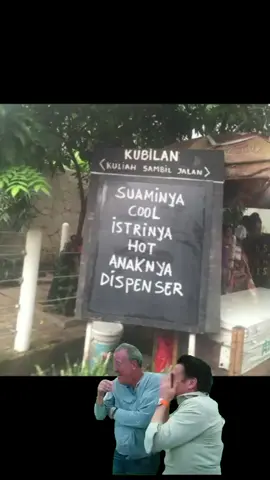 KUBILAN
<KULIAH SAMBIL JALAN>
SUAMINYA
COOL
iSTRINYA
HOT
ANAKNYA
DISPENSER